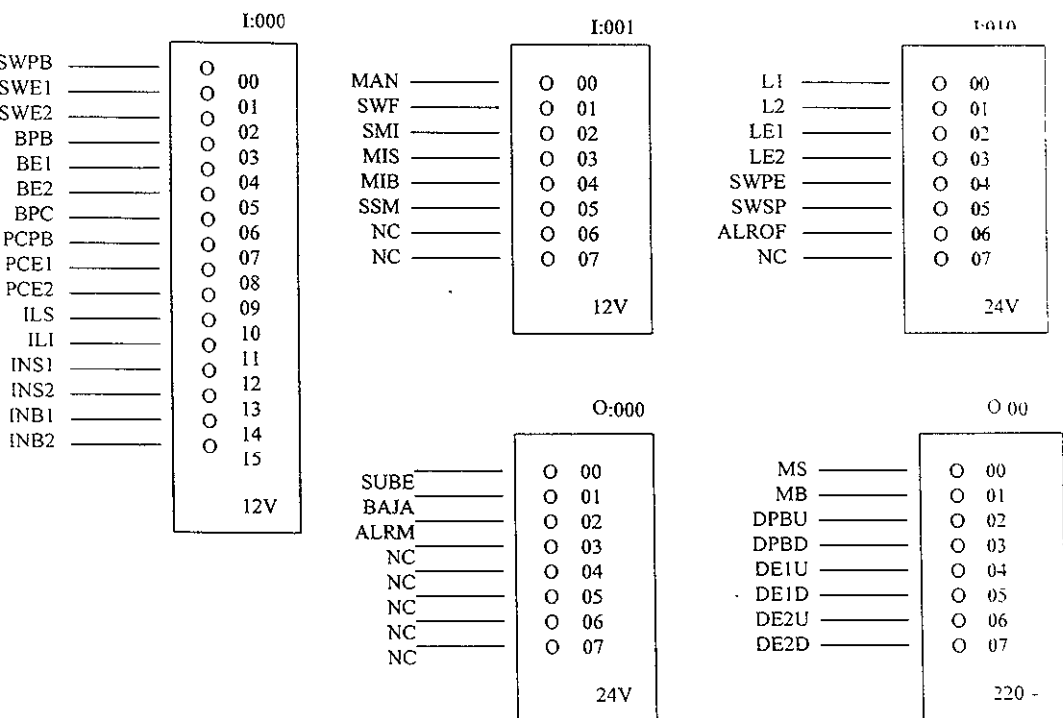 I:000
SWPB 00
SWE1 01
SWE2 02
BPB 03
BE1 04
BE2 05
BPC 06
PCPB 07
PCE1 08
PCE2 09
ILS 10
ILI 11
INS1 12
INS2 13
INB1 14
INB2 15
12V
I:001
MAN 00
SWF 01
SMI 02
MIS 03
MIB 04
SSM 05
NC 06
NC 07
12V
I:010
L1 00
L2 01
LE1 02
LE2 03
SWPE 04
SWSP 05
ALROF 06
NC 07
24V
O:000
SUBE 00
BAJA 01
ALRM 02
NC 03
NC 04
NC 05
NC 06
NC 07
24V
O 00
MS 00
MB 01
DPBU 02
DPBD 03
DE1U 04
DE1D 05
DE2U 06
DE2D 07
220 -